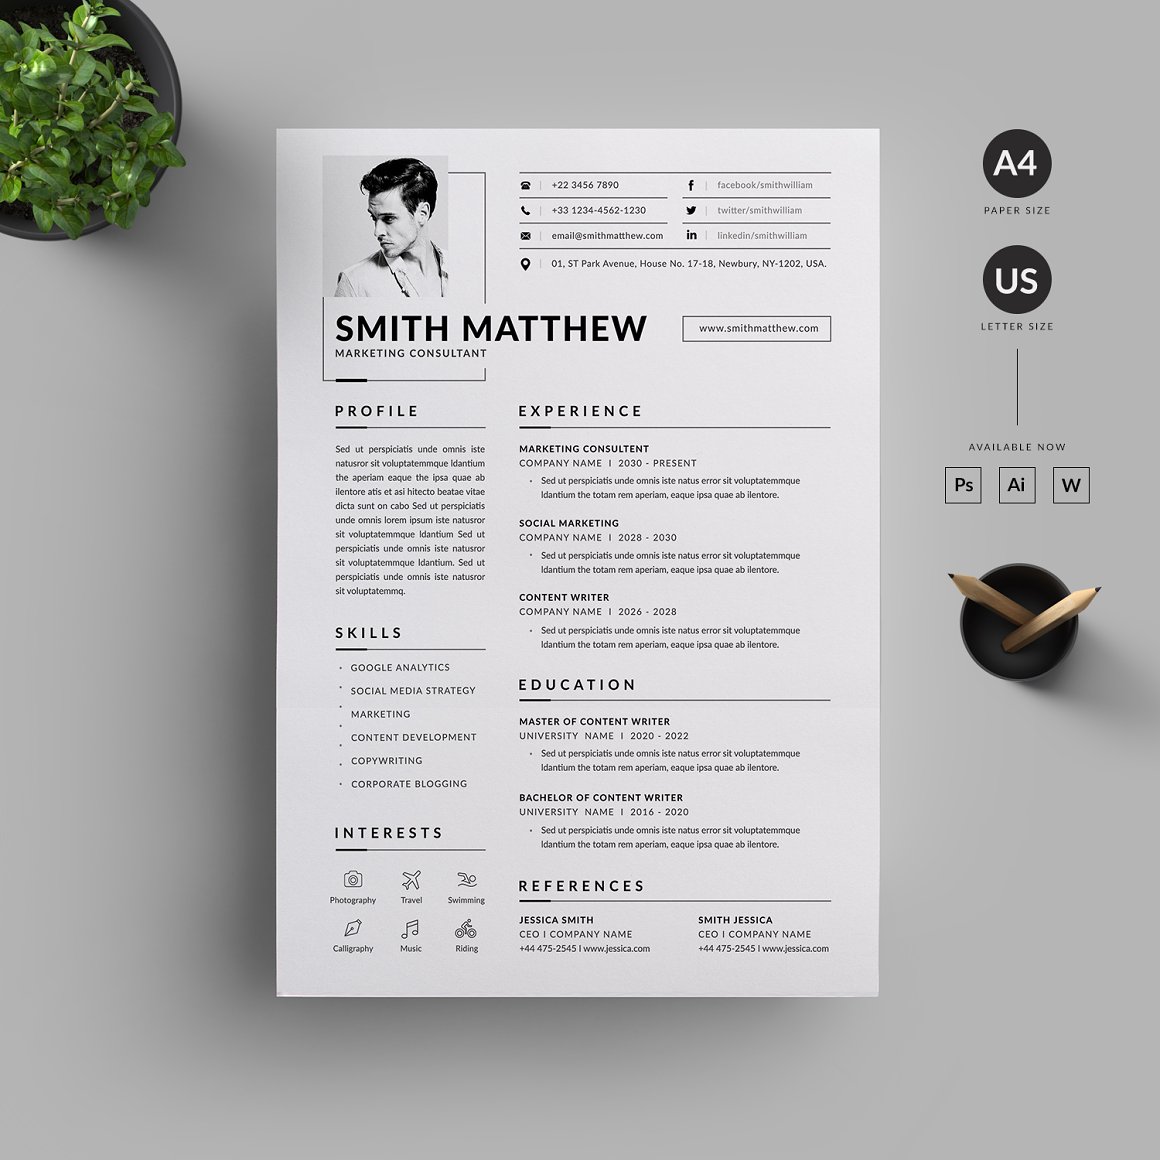 +22 3456 7890
facebook/smithwilliam
+33 1234-4562-1230
twitter/smithwilliam
email@smithmatthew.com
in
linkedin/smithwilliam
01, ST Park Avenue, House No. 17-18, Newbury, NY-1202, USA.
SMITH MATTHEW
MARKETING CONSULTANT
www.smithmatthew.com
PROFILE
Sed ut perspiciatis unde omnis iste
natusror sit voluptatemmque Idantium
the aperiam eaque the ipsa quae ab
ilentore atis et asi hitecto beatae vitae
dicta sunt on cabo Sed ut perspiciatis
unde omnis lorem ipsum iste natusror
sit voluptatemmque Idantium Sed ut
perspiciatis unde omnis iste natusror
sit voluptatemmque Idantium. Sed ut
perspiciatis unde omnis iste natusror
sit voluptatemmq.
SKILLS
GOOGLE ANALYTICS
SOCIAL MEDIA STRATEGY
MARKETING
CONTENT DEVELOPMENT
COPYWRITING
CORPORATE BLOGGING
INTERESTS
Photography Travel Swimming
Calligraphy Music Riding
EXPERIENCE
MARKETING CONSULTENT
COMPANY NAME I 2030 - PRESENT
• Sed ut perspiciatis unde omnis iste natus error sit voluptatemmque
Idantium the totam rem aperiam, eaque ipsa quae ab ilentore.
SOCIAL MARKETING
COMPANY NAME I 2028 - 2030
• Sed ut perspiciatis unde omnis iste natus error sit voluptatemmque
Idantium the totam rem aperiam, eaque ipsa quae ab ilentore.
CONTENT WRITER
COMPANY NAME I 2026 - 2028
• Sed ut perspiciatis unde omnis iste natus error sit voluptatemmque
Idantium the totam rem aperiam, eaque ipsa quae ab ilentore.
EDUCATION
MASTER OF CONTENT WRITER
UNIVERSITY NAME I 2020 - 2022
• Sed ut perspiciatis unde omnis iste natus error sit voluptatemmque
Idantium the totam rem aperiam, eaque ipsa quae ab ilentore.
BACHELOR OF CONTENT WRITER
UNIVERSITY NAME I 2016 - 2020
• Sed ut perspiciatis unde omnis iste natus error sit voluptatemmque
Idantium the totam rem aperiam, eaque ipsa quae ab ilentore.
REFERENCES
JESSICA SMITH
CEO I COMPANY NAME
+44 475-2545 I www.jessica.com
SMITH JESSICA
CEO I COMPANY NAME
+44 475-2545 I www.jessica.com
A4
PAPER SIZE
US
LETTER SIZE
AVAILABLE NOW
Ps Ai W